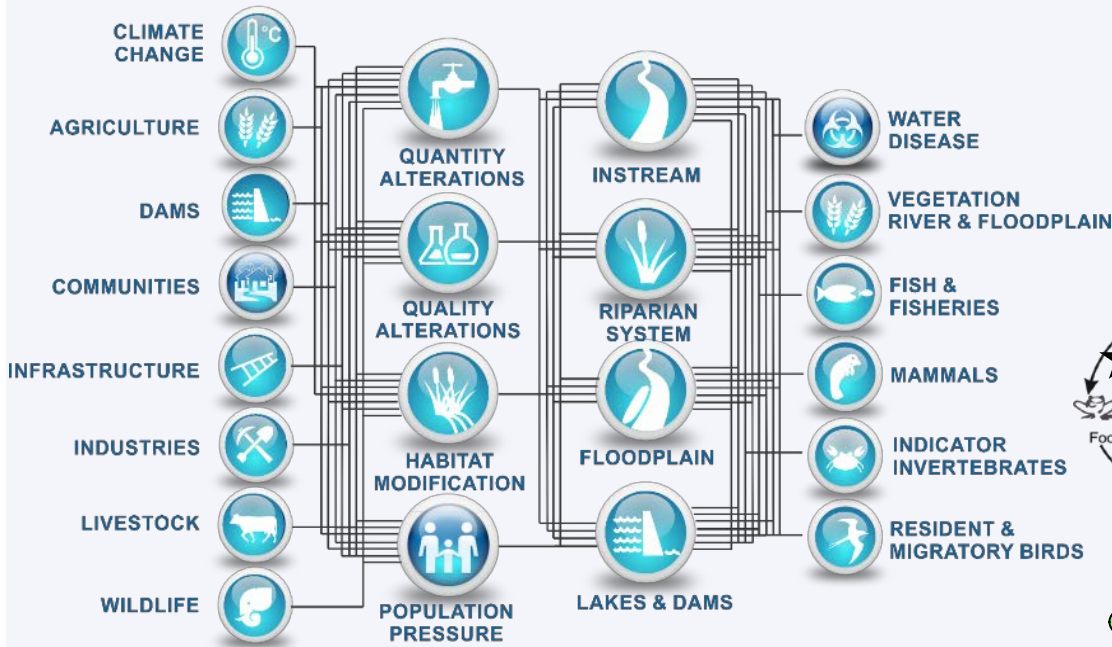 °C
CLIMATE
CHANGE
AGRICULTURE
DAMS
COMMUNITIES
INFRASTRUCTURE
INDUSTRIES
LIVESTOCK
WILDLIFE
QUANTITY
ALTERATIONS
QUALITY
ALTERATIONS
HABITAT
MODIFICATION
POPULATION
PRESSURE
INSTREAM
RIPARIAN
SYSTEM
FLOODPLAIN
LAKES & DAMS
WATER
DISEASE
VEGETATION
RIVER & FLOODPLAIN
FISH &
FISHERIES
MAMMALS
INDICATOR
INVERTEBRATES
RESIDENT &
MIGRATORY BIRDS